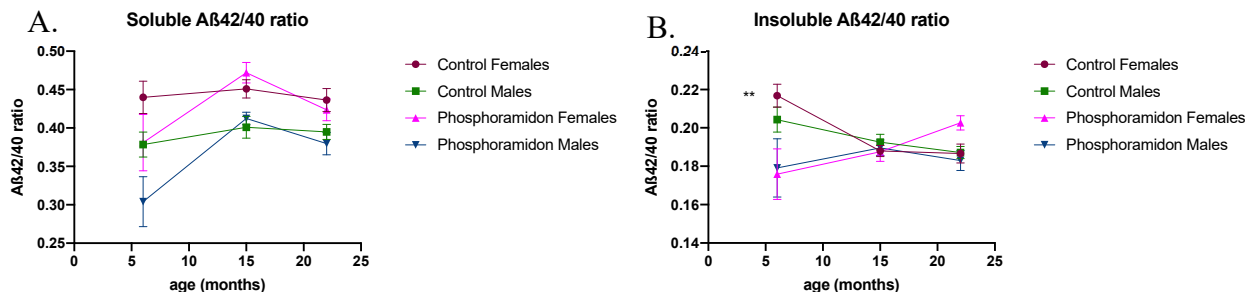 A.
Soluble Aß42/40 ratio
Aß42/40 ratio
0.50
0.45
0.40
0.35
0.30
0.25
0
5
10
15
20
25
age (months)
Control Females
Control Males
Phosphoramidon Females
Phosphoramidon Males
B.
Insoluble Aß42/40 ratio
Aß42/40 ratio
0.24
0.22
0.20
0.18
0.16
0.14
**
0
5
10
15
20
25
age (months)
Control Females
Control Males
Phosphoramidon Females
Phosphoramidon Males